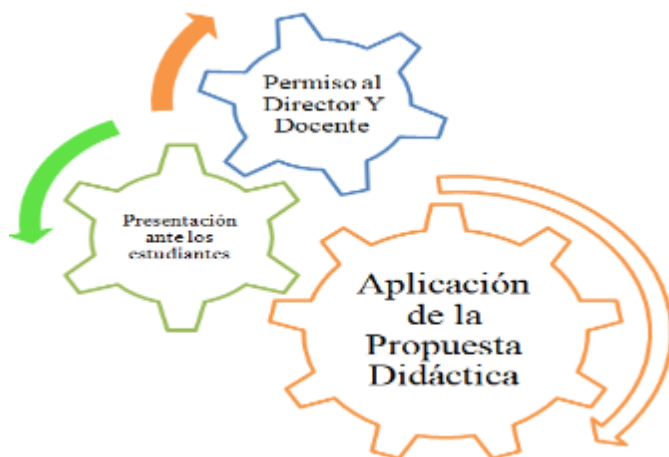 Permiso al
Director Y
Docente
Presentación
ante los
estudiantes
Aplicación
de la
Propuesta
Didáctica